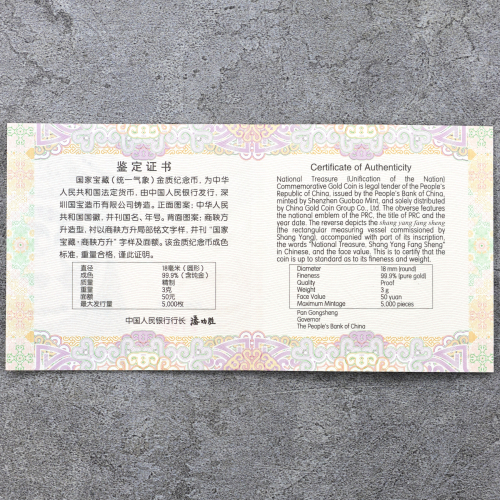 鉴定证书
国家宝藏（统一气象）金质纪念币，为中华
人民共和国法定货币，由中国人民银行发行，深
圳国宝造币有限公司铸造。正面图案：中华人民
共和国国徽，并刊国名、年号。背面图案：商鞅方
升造型，衬以商鞅方升局部铭文字样，并刊“国家
宝藏·商鞅方升”字样及面额。该金质纪念币成色
标准，重量合格，谨此证明。
直径 18毫米（圆形）
成色 99.9%（含纯金）
质量 精制
重量 3克
面额 50元
最大发行量 5,000枚
中国人民银行行长 潘功胜
Certificate of Authenticity
National Treasure (Unification of the Nation)
Commemorative Gold Coin is legal tender of the People's
Republic of China, issued by the People's Bank of China,
minted by Shenzhen Guobao Mint, and solely distributed
by China Gold Coin Group Co., Ltd. The obverse features
the national emblem of the PRC, the title of PRC and the
year date. The reverse depicts the shang yang fang sheng
(the rectangular measuring vessel commissioned by
Shang Yang), accompanied with part of its inscription,
the words "National Treasure, Shang Yang Fang Sheng"
in Chinese, and the face value. This is to certify that the
coin is up to standard as to its fineness and weight.
Diameter 18 mm (round)
Fineness 99.9% (pure gold)
Quality Proof
Weight 3 g
Face Value 50 yuan
Maximum Mintage 5,000 pieces
Pan Gongsheng
Governor
The People's Bank of China